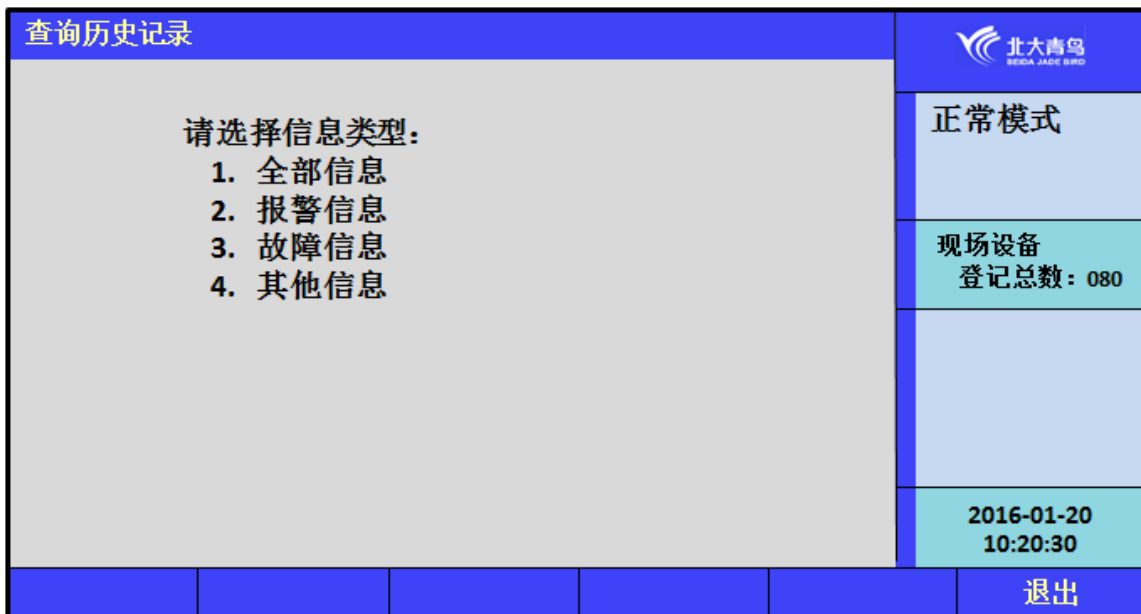 查询历史记录
北大青鸟
BEIDA JADE BIRD
请选择信息类型：
1. 全部信息
2. 报警信息
3. 故障信息
4. 其他信息
正常模式
现场设备
登记总数：080
2016-01-20
10:20:30
退出